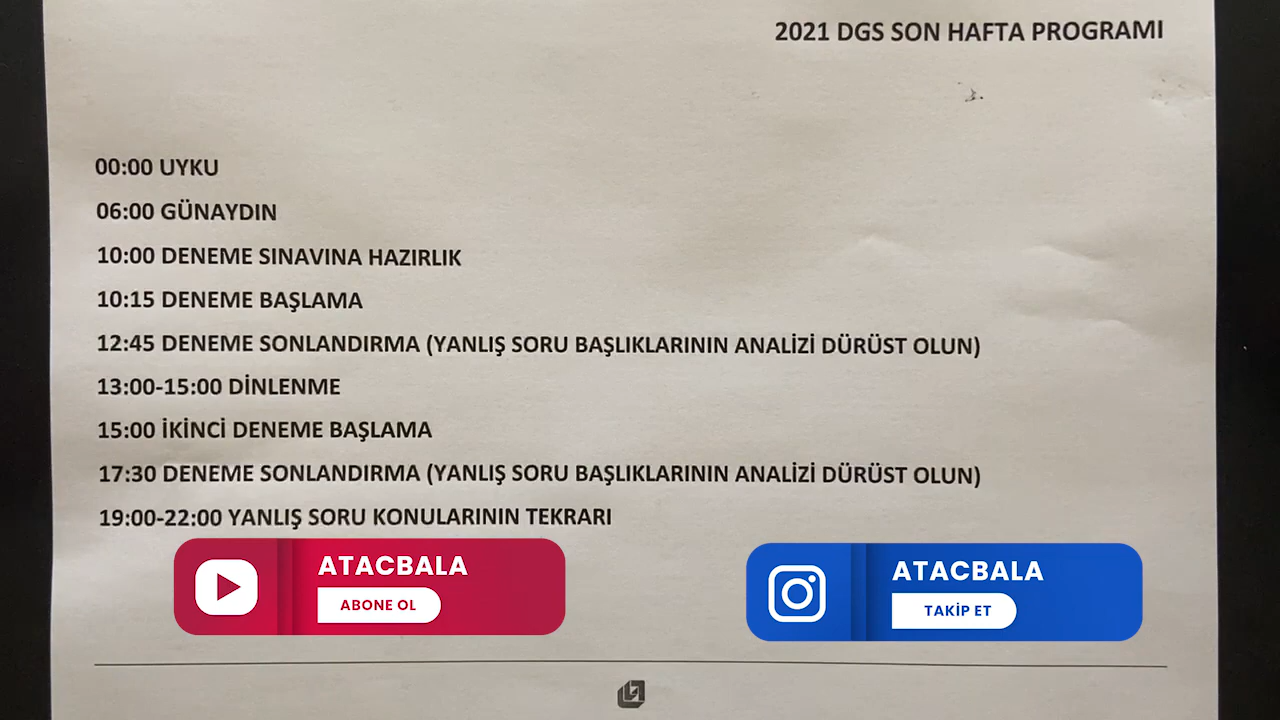 2021 DGS SON HAFTA PROGRAMI
00:00 UYKU
06:00 GÜNAYDIN
10:00 DENEME SINAVINA HAZIRLIK
10:15 DENEME BAŞLAMA
12:45 DENEME SONLANDIRMA (YANLIŞ SORU BAŞLIKLARININ ANALİZİ DÜRÜST OLUN)
13:00-15:00 DİNLENME
15:00 İKİNCİ DENEME BAŞLAMA
17:30 DENEME SONLANDIRMA (YANLIŞ SORU BAŞLIKLARININ ANALİZİ DÜRÜST OLUN)
19:00-22:00 YANLIŞ SORU KONULARININ TEKRARI
ATACBALA
ABONE OL
ATACBALA
TAKİP ET